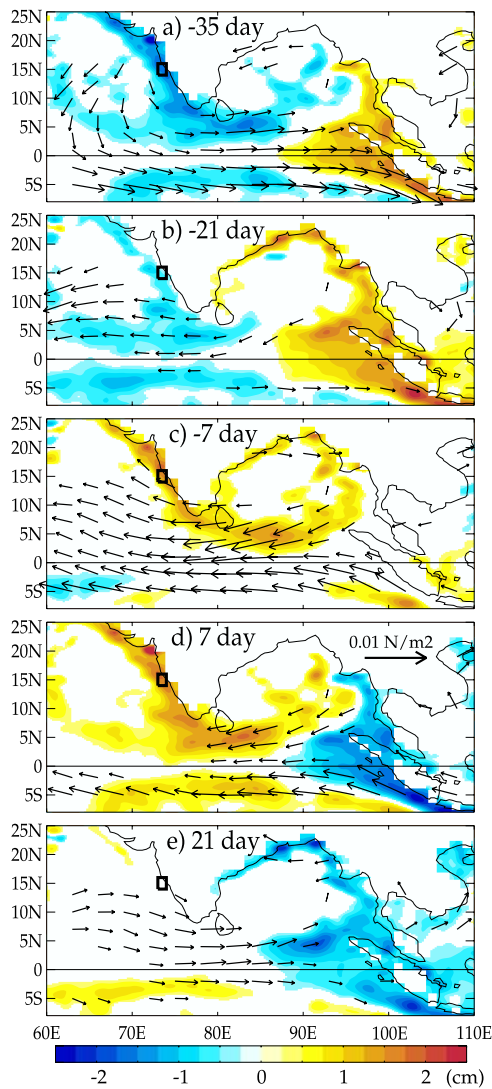 25N
a) -35 day
20N
15N
10N
5N
0
5S
25N
b) -21 day
20N
15N
10N
5N
0
5S
25N
c) -7 day
20N
15N
10N
5N
0
5S
25N
d) 7 day
0.01 N/m2
20N
15N
10N
5N
0
5S
25N
e) 21 day
20N
15N
10N
5N
0
5S
60E 70E 80E 90E 100E 110E
-2 -1 0 1 2 (cm)